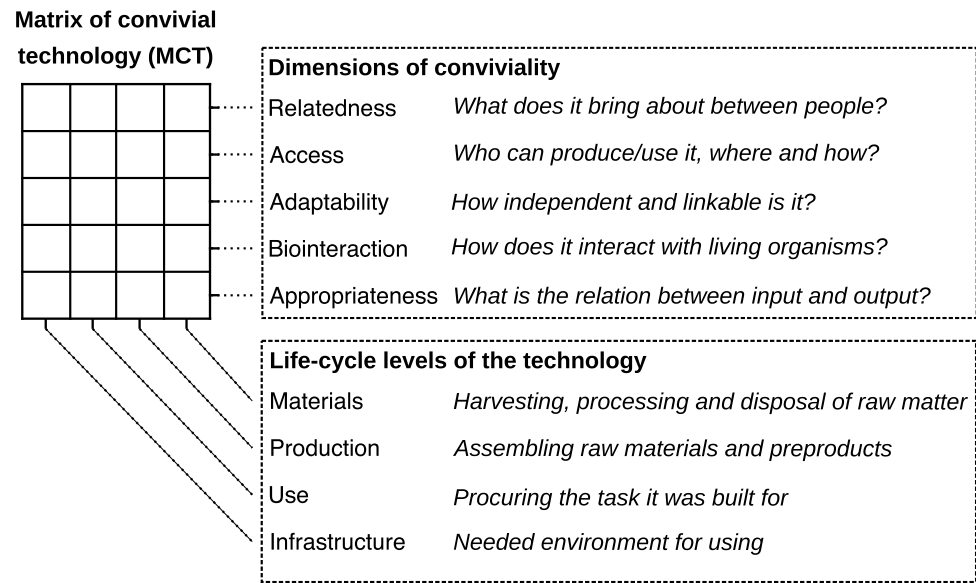 Matrix of convivial
technology (MCT)
Dimensions of conviviality
Relatedness What does it bring about between people?
Access Who can produce/use it, where and how?
Adaptability How independent and linkable is it?
Biointeraction How does it interact with living organisms?
Appropriateness What is the relation between input and output?
Life-cycle levels of the technology
Materials Harvesting, processing and disposal of raw matter
Production Assembling raw materials and preproducts
Use Procuring the task it was built for
Infrastructure Needed environment for using